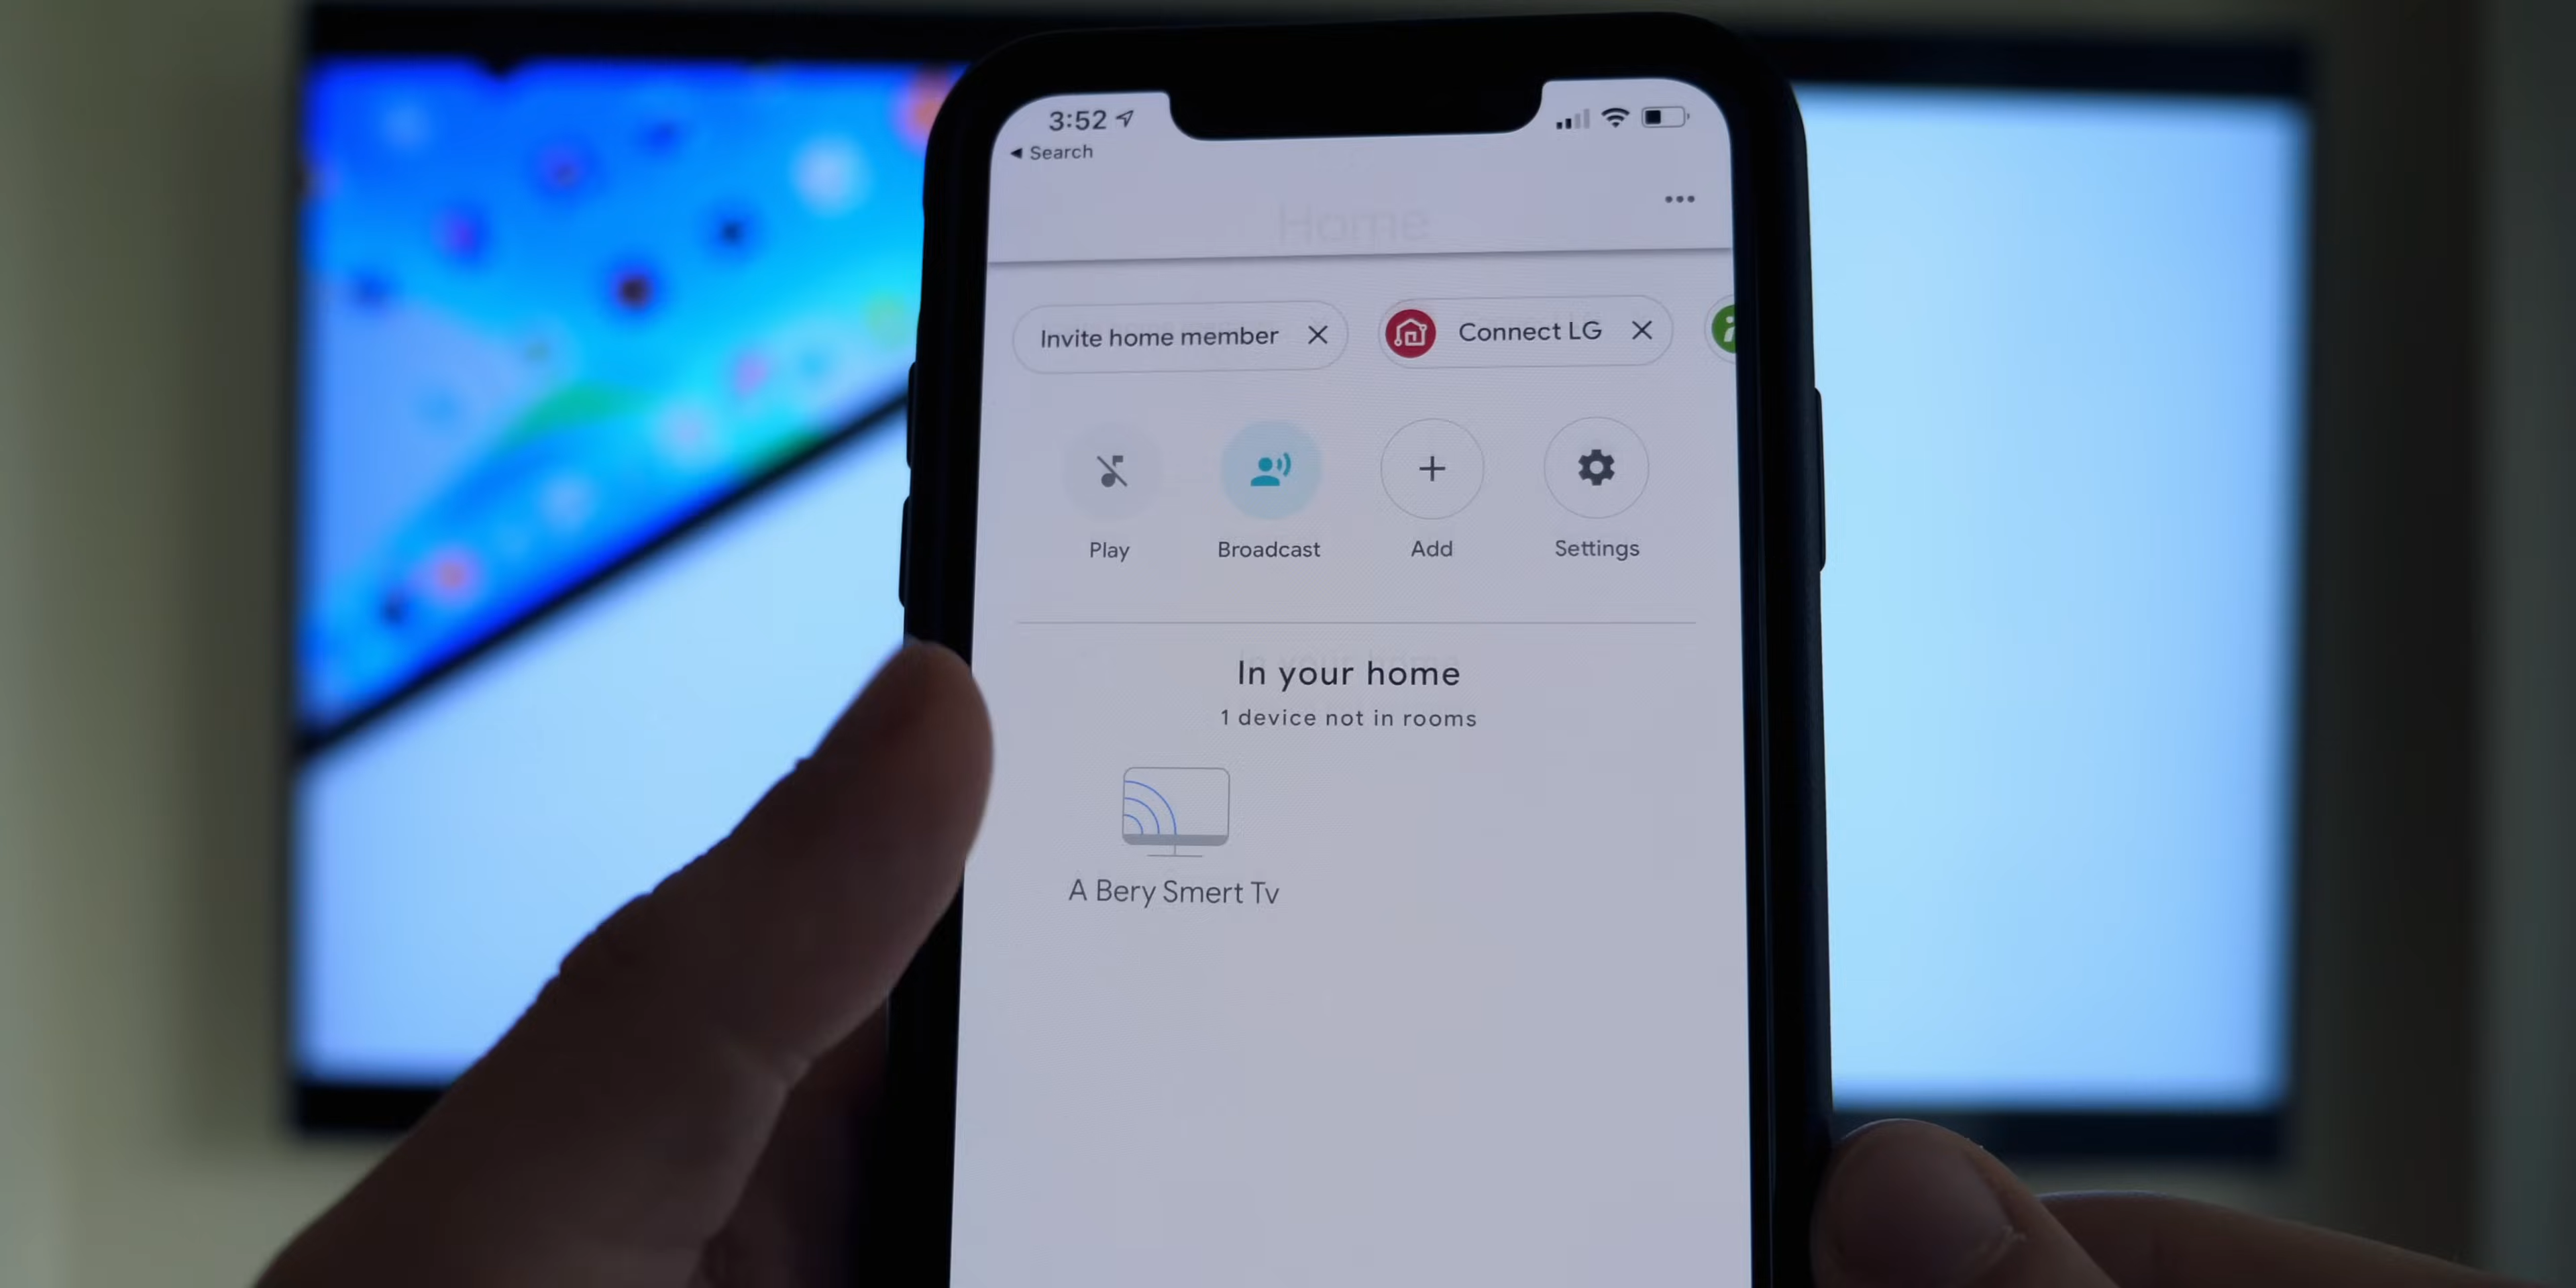 3:52
Search
Home
Invite home member
Connect LG
Play
Broadcast
Add
Settings
In your home
1 device not in rooms
A Bery Smert Tv